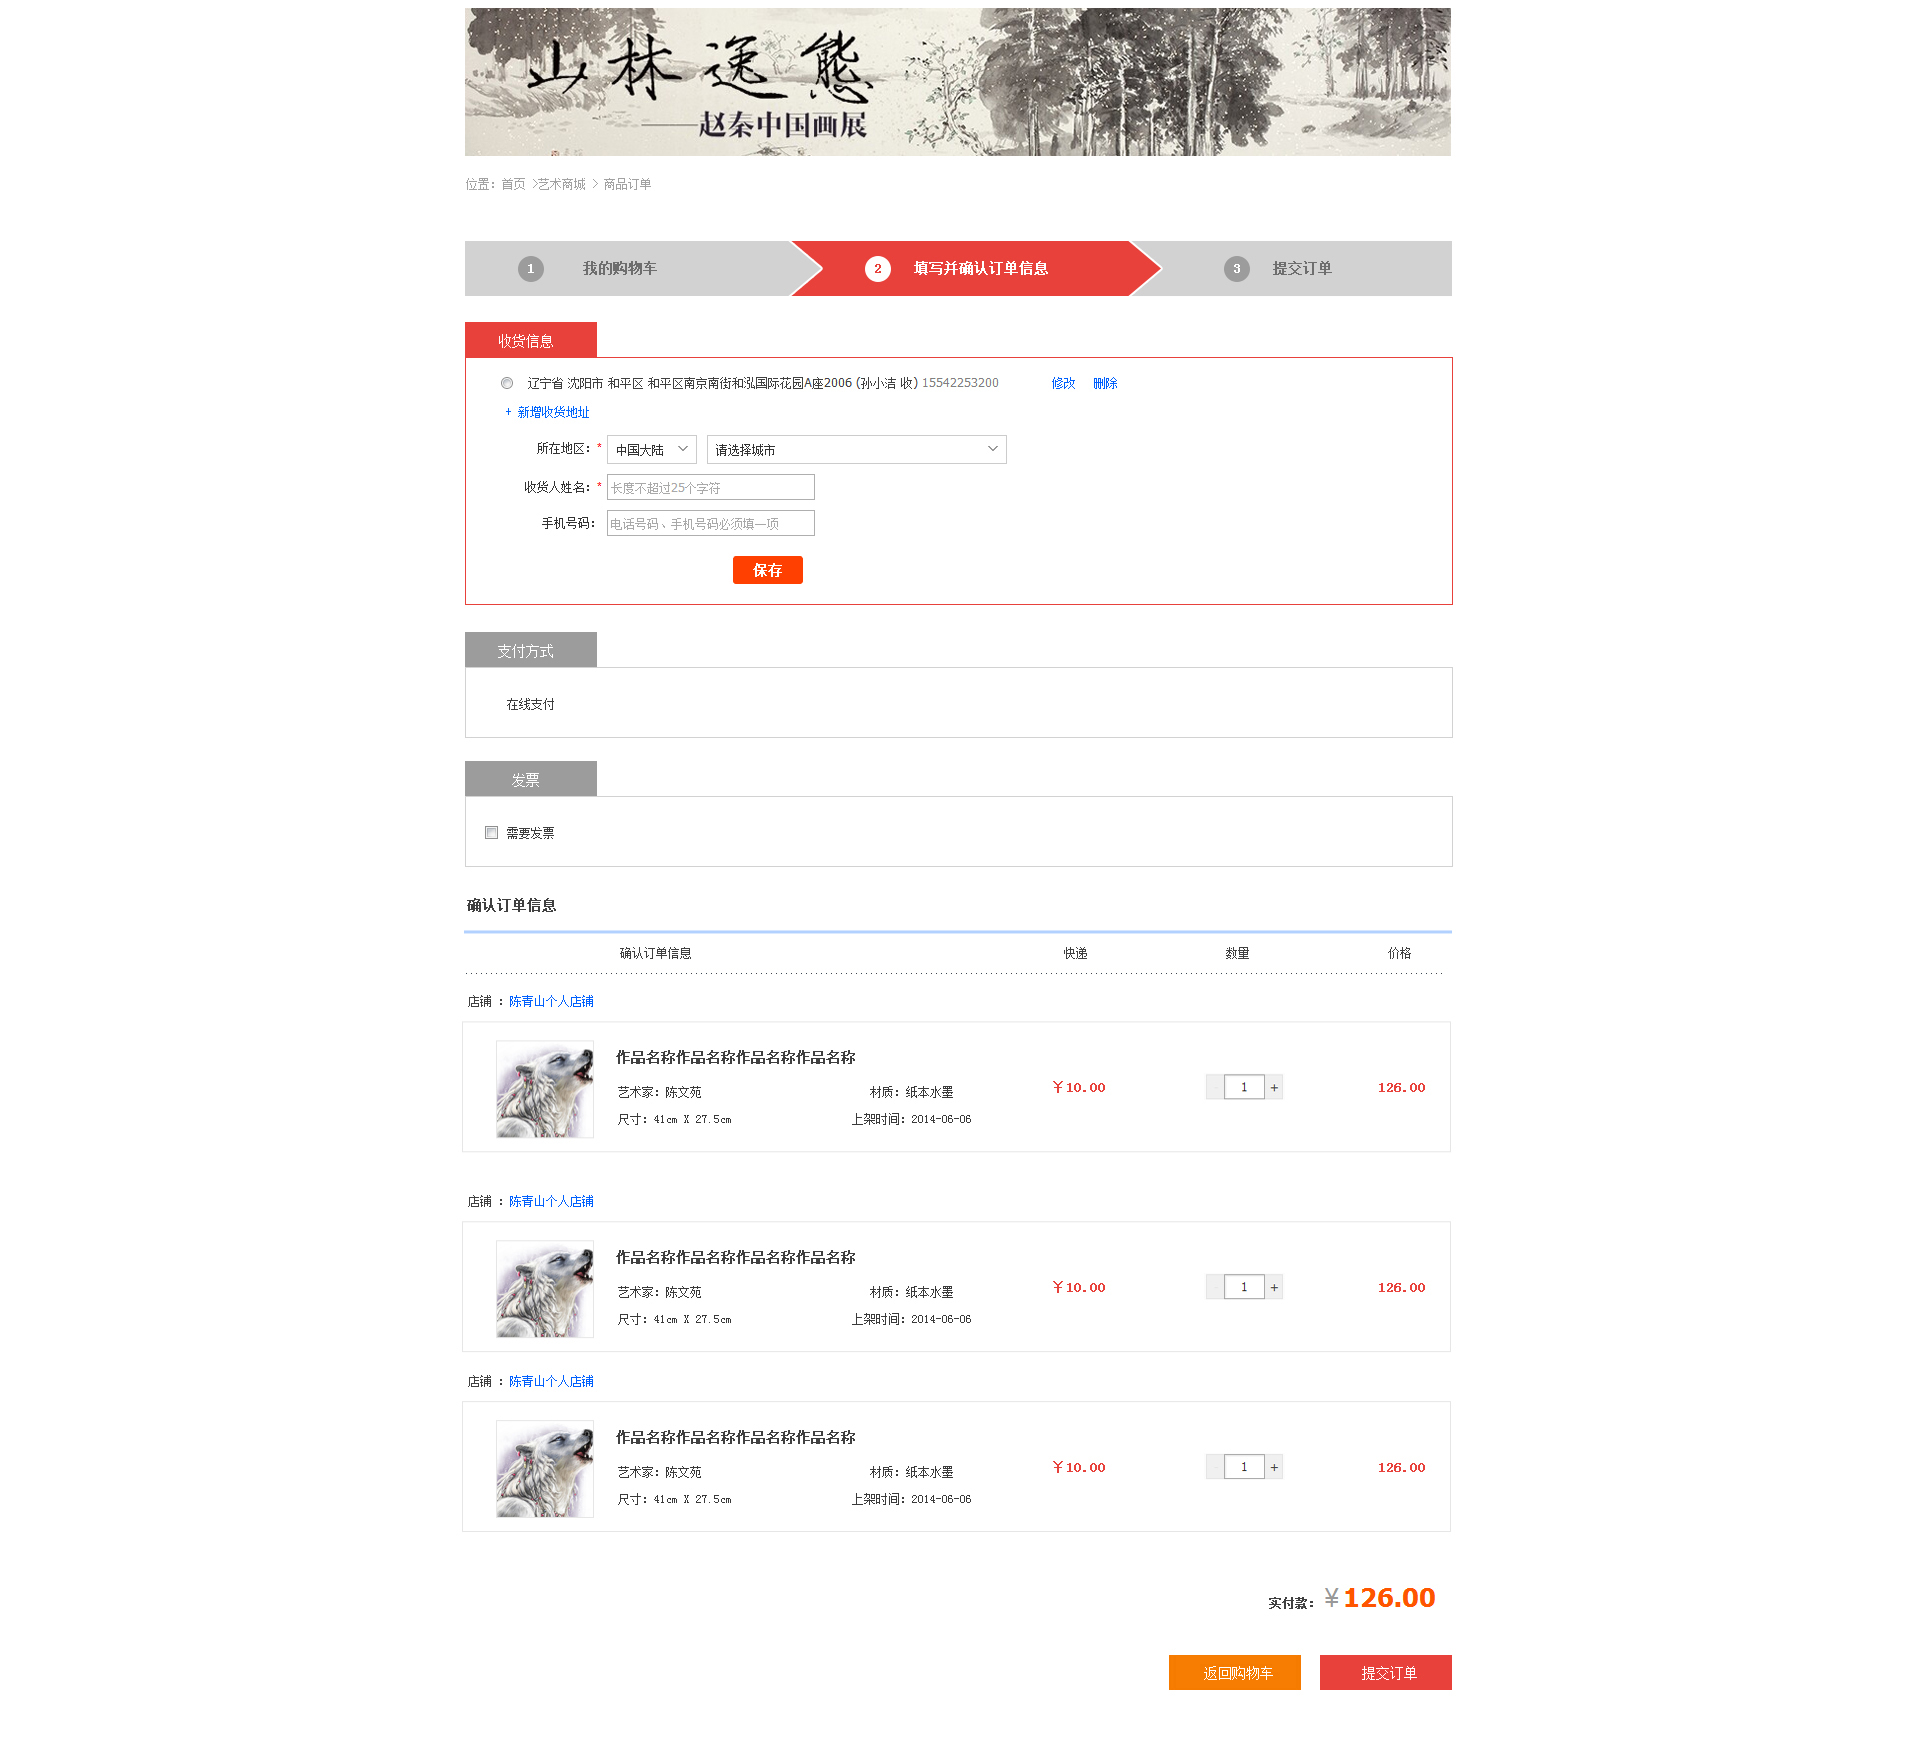 山林逸熊
——赵秦中国画展
位置：首页 >艺术商城 > 商品订单
1 我的购物车 2 填写并确认订单信息 3 提交订单
收货信息
辽宁省 沈阳市 和平区 和平区南京南街和泓国际花园A座2006 (孙小洁 收) 15542253200 修改 删除
+ 新增收货地址
所在地区：* 中国大陆 请选择城市
收货人姓名：* 长度不超过25个字符
手机号码： 电话号码、手机号码必须填一项
保存
支付方式
在线支付
发票
需要发票
确认订单信息
确认订单信息 快递 数量 价格
店铺 ：陈青山个人店铺
作品名称作品名称作品名称作品名称
艺术家：陈文苑 材质：纸本水墨
¥10.00 1 + 126.00
尺寸：41cm X 27.5cm 上架时间：2014-06-06
店铺 ：陈青山个人店铺
作品名称作品名称作品名称作品名称
艺术家：陈文苑 材质：纸本水墨
¥10.00 1 + 126.00
尺寸：41cm X 27.5cm 上架时间：2014-06-06
店铺 ：陈青山个人店铺
作品名称作品名称作品名称作品名称
艺术家：陈文苑 材质：纸本水墨
¥10.00 1 + 126.00
尺寸：41cm X 27.5cm 上架时间：2014-06-06
实付款：¥126.00
返回购物车 提交订单